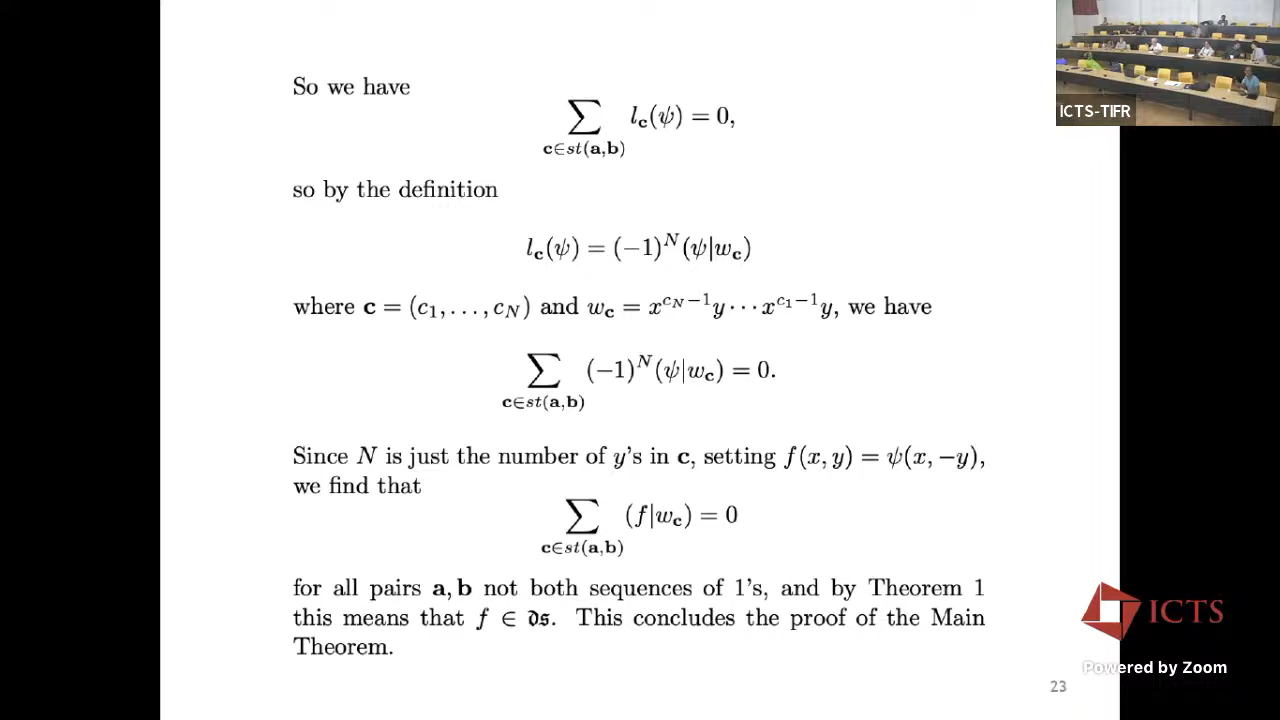 So we have
∑_{c∈st(a,b)} l_c(ψ) = 0,
so by the definition
l_c(ψ) = (−1)^N(ψ|w_c)
where c = (c_1, . . . , c_N) and w_c = x^{c_N−1}y · · · x^{c_1−1}y, we have
∑_{c∈st(a,b)} (−1)^N(ψ|w_c) = 0.
Since N is just the number of y's in c, setting f(x, y) = ψ(x, −y),
we find that
∑_{c∈st(a,b)} (f|w_c) = 0
for all pairs a, b not both sequences of 1's, and by Theorem 1
this means that f ∈ 𝔡𝔰. This concludes the proof of the Main
Theorem.
23
ICTS-TIFR
ICTS
Powered by Zoom